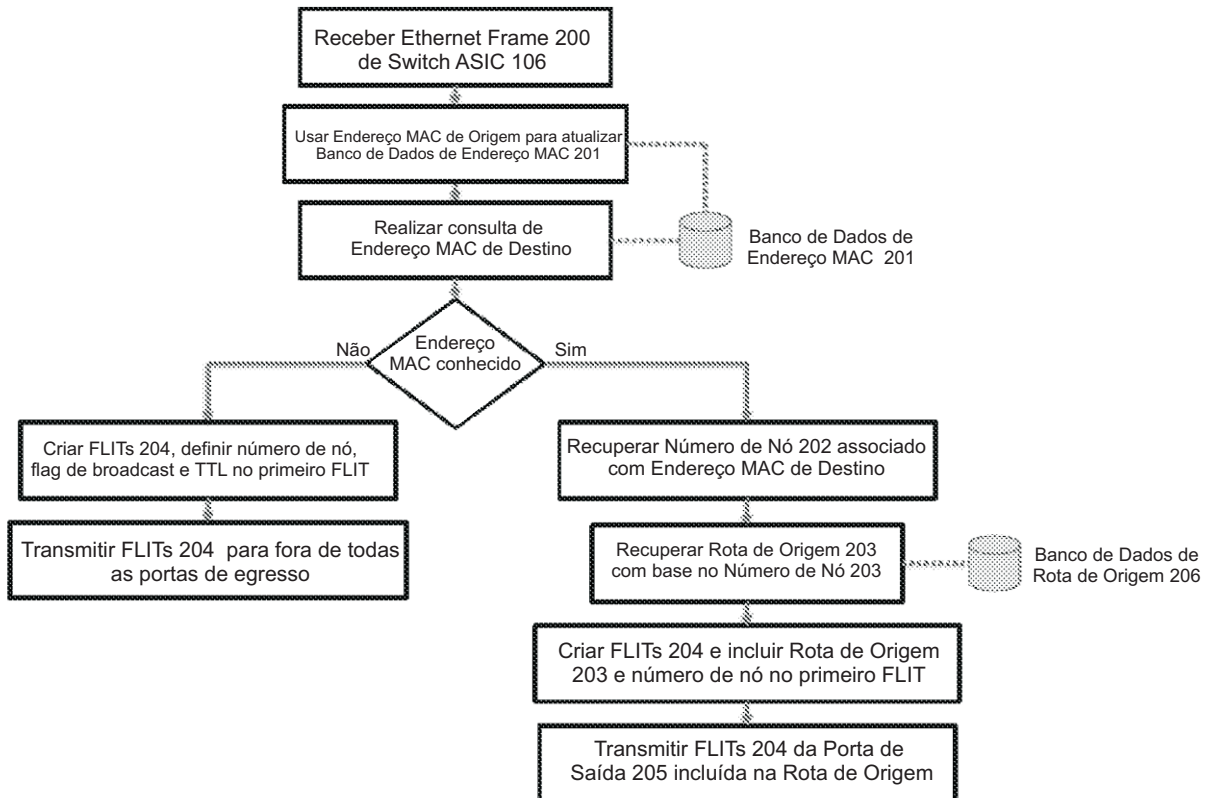 Receber Ethernet Frame 200
de Switch ASIC 106
Usar Endereço MAC de Origem para atualizar
Banco de Dados de Endereço MAC 201
Realizar consulta de
Endereço MAC de Destino
Banco de Dados de
Endereço MAC 201
Endereço
MAC conhecido
Não
Sim
Criar FLITs 204, definir número de nó,
flag de broadcast e TTL no primeiro FLIT
Transmitir FLITs 204 para fora de todas
as portas de egresso
Recuperar Número de Nó 202 associado
com Endereço MAC de Destino
Recuperar Rota de Origem 203
com base no Número de Nó 203
Banco de Dados de
Rota de Origem 206
Criar FLITs 204 e incluir Rota de Origem
203 e número de nó no primeiro FLIT
Transmitir FLITs 204 da Porta de
Saída 205 incluída na Rota de Origem